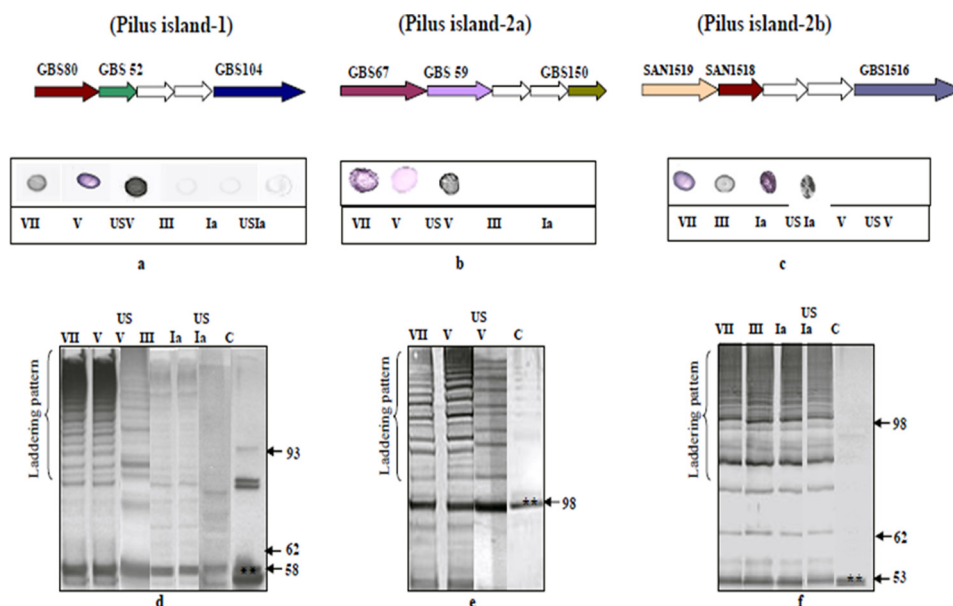 (Pilus island-1) (Pilus island-2a) (Pilus island-2b)
GBS80 GBS 52 GBS104 GBS67 GBS 59 GBS150 SAN1519 SAN1518 GBS1516
VII V USV III Ia USIa
VII V US V III Ia
VII III Ia US Ia V US V
a b c
VII V US V III Ia US Ia C
VII V US V C
VII III Ia US Ia C
Laddering pattern
93
62
58
**
d
Laddering pattern
98
**
e
Laddering pattern
98
62
53
**
f